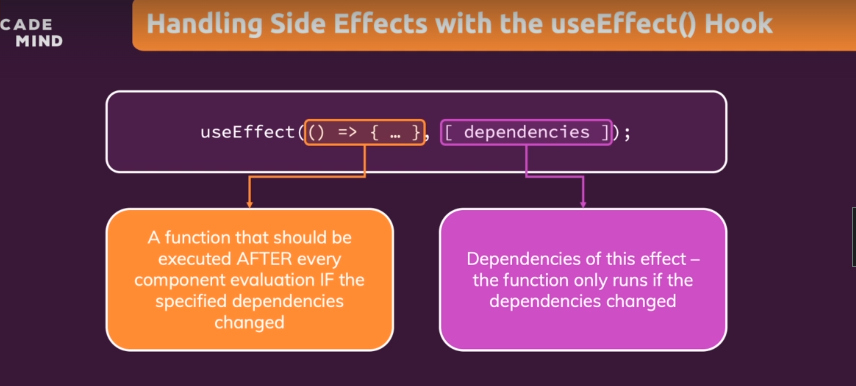 CADE
MIND
Handling Side Effects with the useEffect() Hook
useEffect(() => { … }, [ dependencies ]);
A function that should be
executed AFTER every
component evaluation IF the
specified dependencies
changed
Dependencies of this effect –
the function only runs if the
dependencies changed